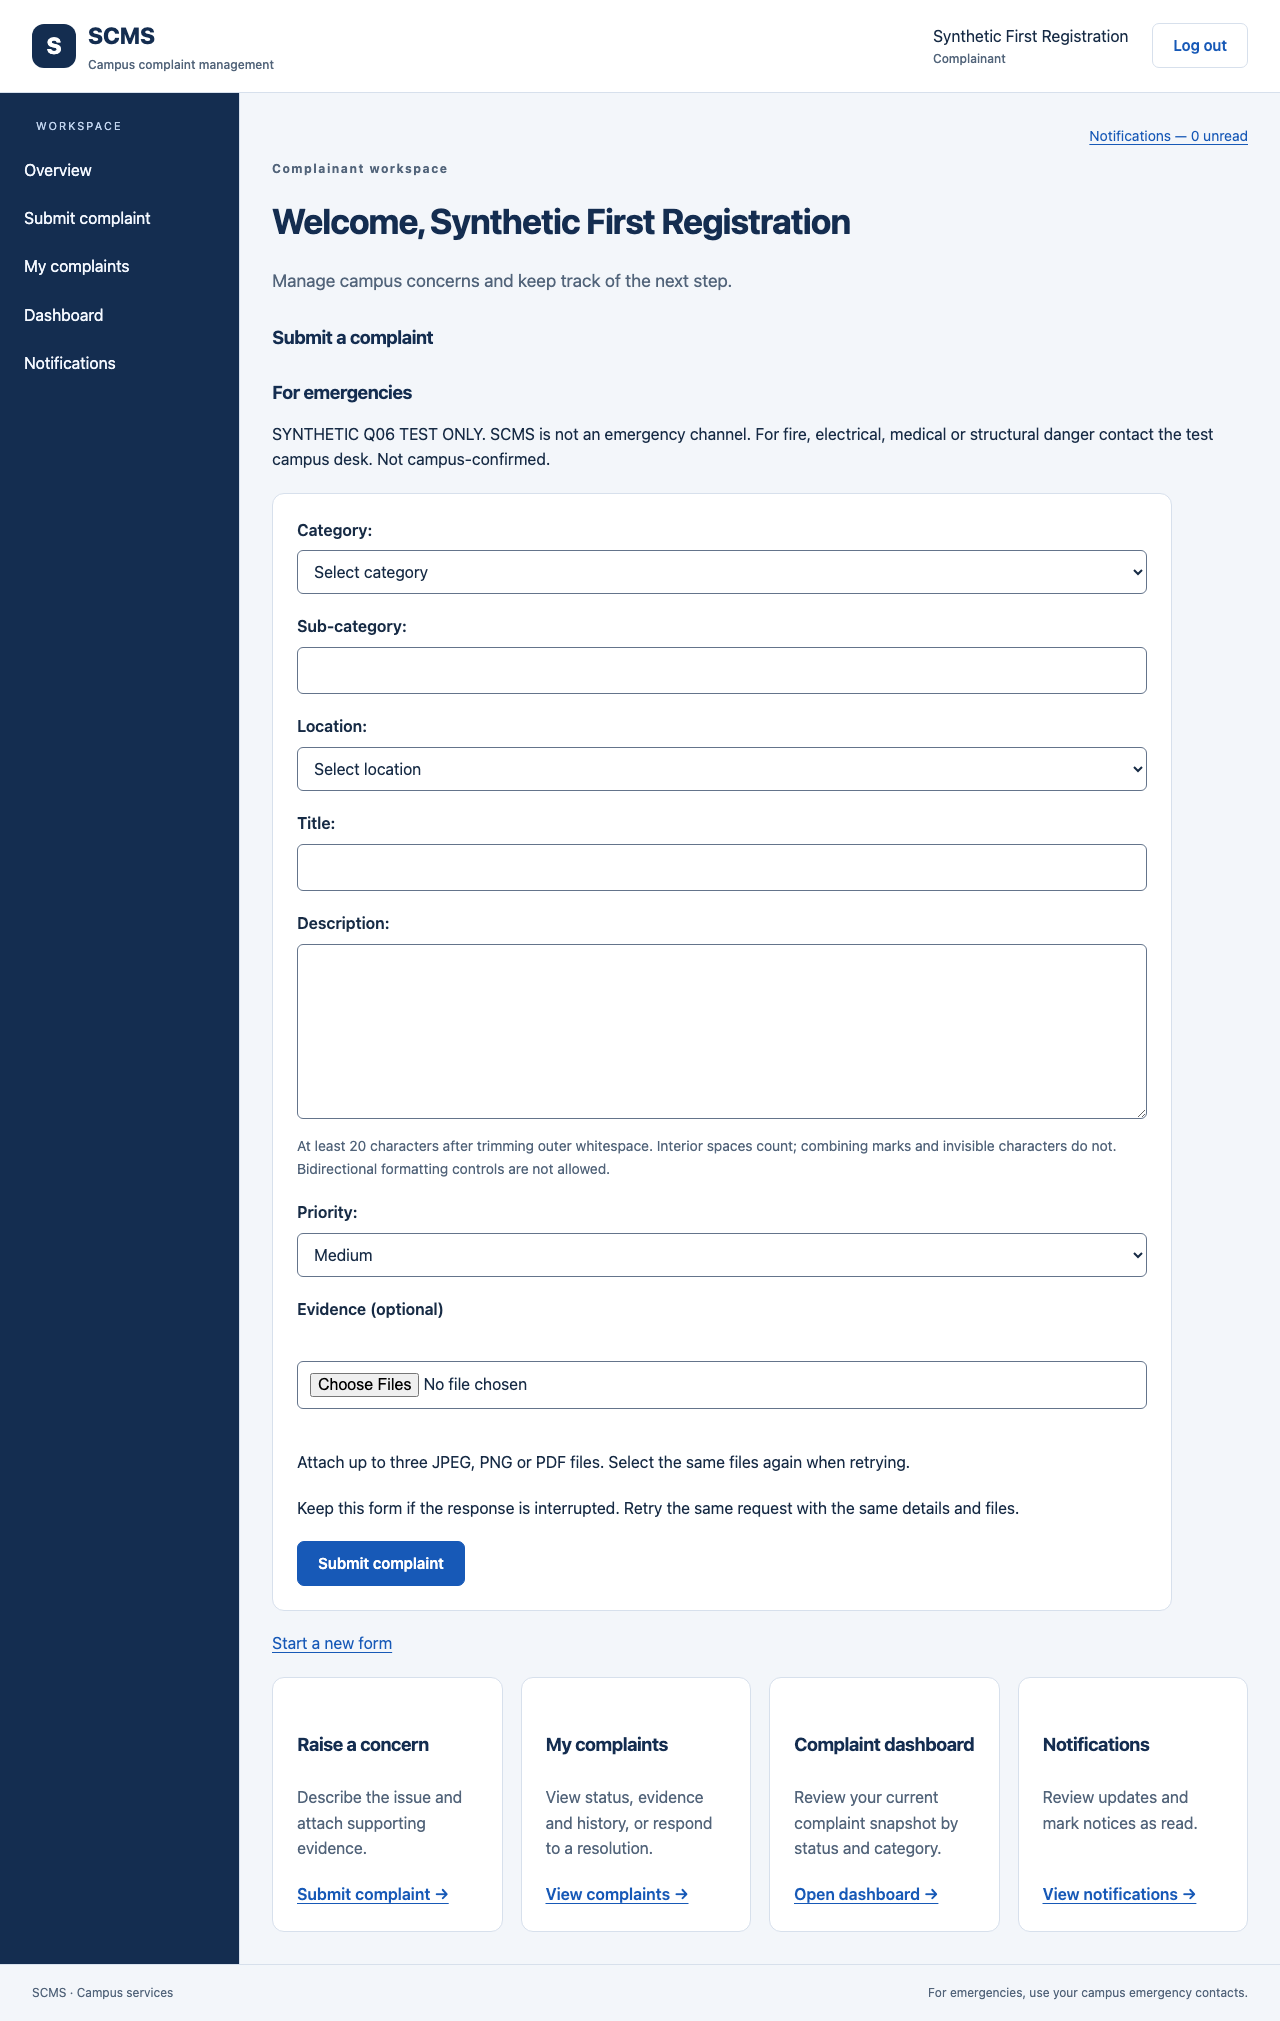 S
SCMS
Campus complaint management
Synthetic First Registration
Complainant
Log out
WORKSPACE
Overview
Submit complaint
My complaints
Dashboard
Notifications
Notifications — 0 unread
Complainant workspace
Welcome, Synthetic First Registration
Manage campus concerns and keep track of the next step.
Submit a complaint
For emergencies
SYNTHETIC Q06 TEST ONLY. SCMS is not an emergency channel. For fire, electrical, medical or structural danger contact the test
campus desk. Not campus-confirmed.
Category:
Select category
Sub-category:
Location:
Select location
Title:
Description:
At least 20 characters after trimming outer whitespace. Interior spaces count; combining marks and invisible characters do not.
Bidirectional formatting controls are not allowed.
Priority:
Medium
Evidence (optional)
Choose Files No file chosen
Attach up to three JPEG, PNG or PDF files. Select the same files again when retrying.
Keep this form if the response is interrupted. Retry the same request with the same details and files.
Submit complaint
Start a new form
Raise a concern
Describe the issue and
attach supporting
evidence.
Submit complaint →
My complaints
View status, evidence
and history, or respond
to a resolution.
View complaints →
Complaint dashboard
Review your current
complaint snapshot by
status and category.
Open dashboard →
Notifications
Review updates and
mark notices as read.
View notifications →
SCMS · Campus services
For emergencies, use your campus emergency contacts.